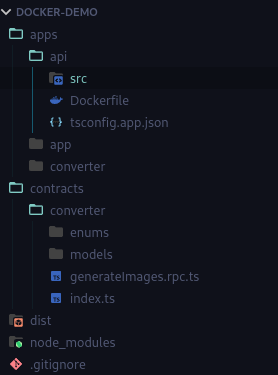 DOCKER-DEMO
apps
api
src
Dockerfile
tsconfig.app.json
app
converter
contracts
converter
enums
models
generateImages.rpc.ts
index.ts
dist
node_modules
.gitignore